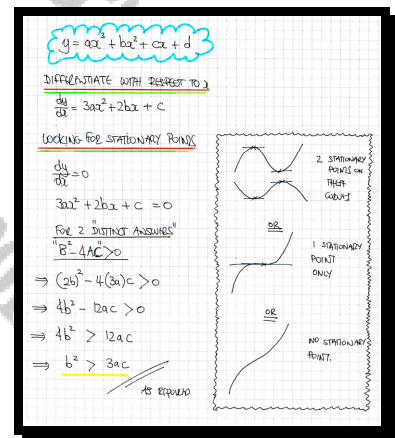 y = ax³ + bx² + cx + d
DIFFERENTIATE WITH RESPECT TO x
dy/dx = 3ax² + 2bx + c
LOOKING FOR STATIONARY POINTS
dy/dx = 0
3ax² + 2bx + c = 0
FOR 2 "DISTINCT ANSWERS"
"B² - 4AC" > 0
⇒ (2b)² - 4(3a)c > 0
⇒ 4b² - 12ac > 0
⇒ 4b² > 12ac
⇒ b² > 3ac
AS REQUIRED
2 STATIONARY
POINTS ON
THEIR
CURVES
OR
1 STATIONARY
POINT
ONLY
OR
NO STATIONARY
POINT.